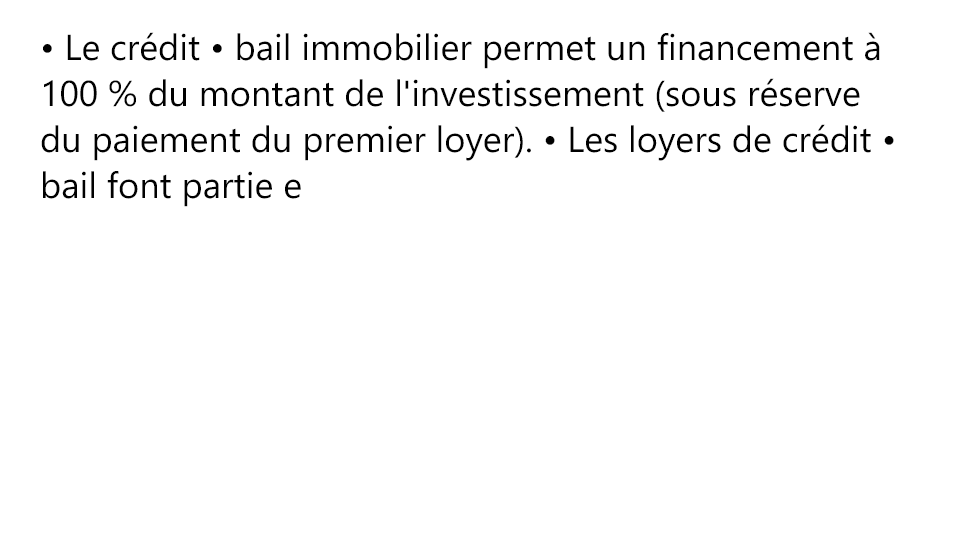 • Le crédit • bail immobilier permet un financement à
100 % du montant de l'investissement (sous réserve
du paiement du premier loyer). • Les loyers de crédit •
bail font partie e